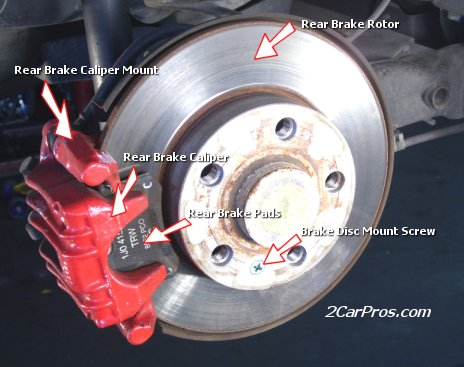 Rear Brake Rotor
Rear Brake Caliper Mount
Rear Brake Caliper
Rear Brake Pads
Brake Disc Mount Screw
TRW
2CarPros.com